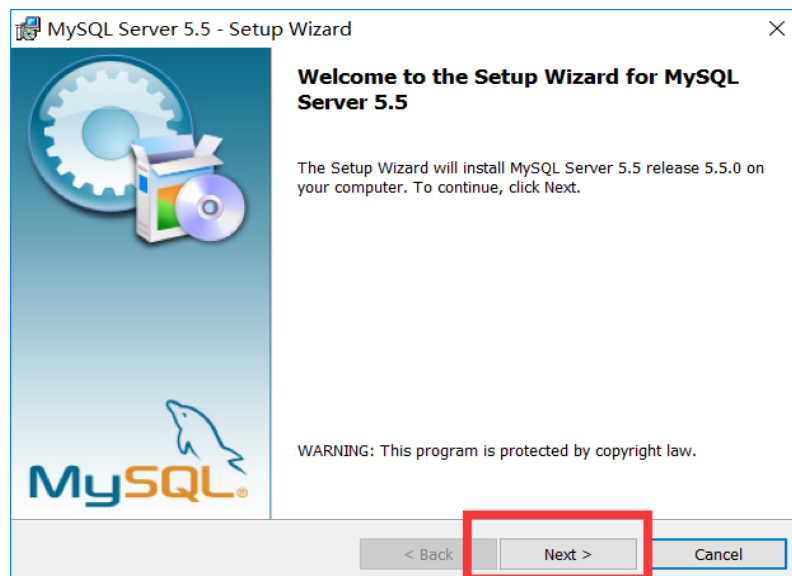 MySQL Server 5.5 - Setup Wizard
Welcome to the Setup Wizard for MySQL
Server 5.5
The Setup Wizard will install MySQL Server 5.5 release 5.5.0 on
your computer. To continue, click Next.
WARNING: This program is protected by copyright law.
MySQL®
< Back
Next >
Cancel